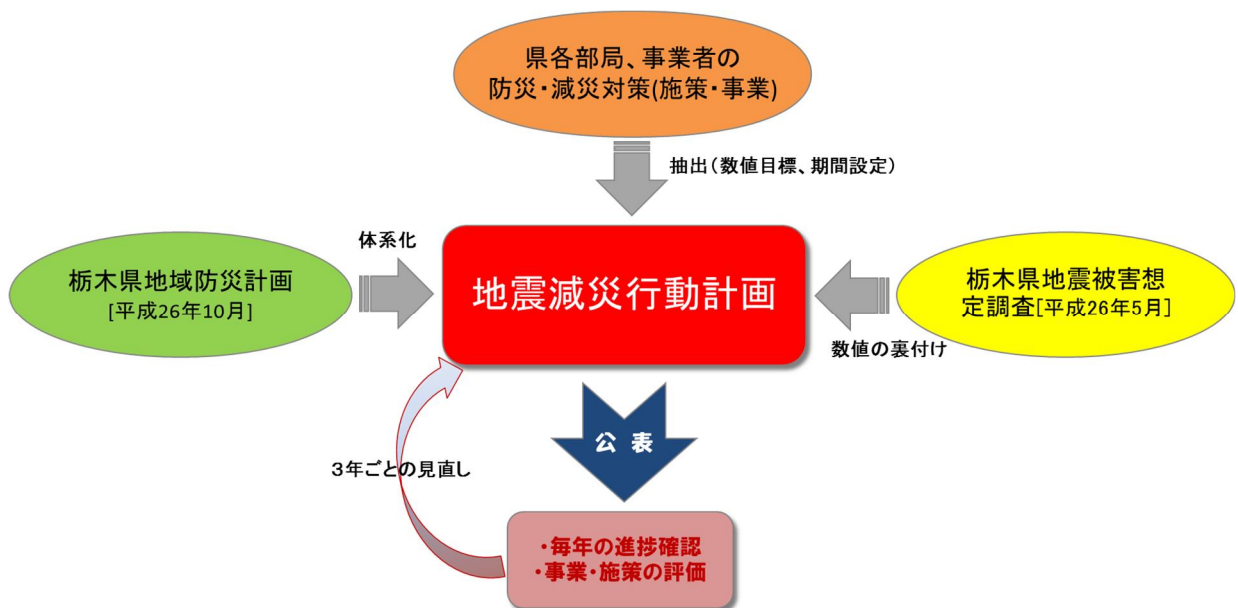 県各部局、事業者の
防災・減災対策(施策・事業)
抽出(数値目標、期間設定)
体系化
栃木県地域防災計画
[平成26年10月]
地震減災行動計画
栃木県地震被害想
定調査[平成26年5月]
数値の裏付け
公 表
３年ごとの見直し
・毎年の進捗確認
・事業・施策の評価